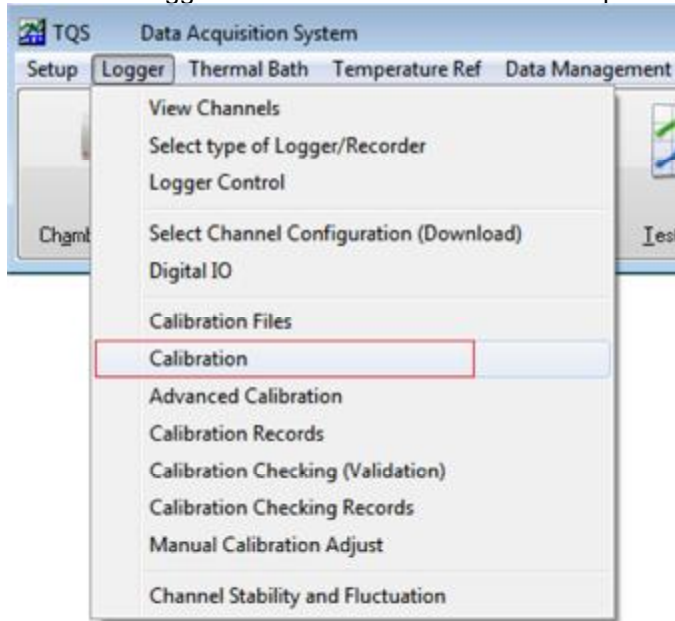 TQS Data Acquisition System
Setup Logger Thermal Bath Temperature Ref Data Management
View Channels
Select type of Logger/Recorder
Logger Control
Select Channel Configuration (Download)
Digital IO
Calibration Files
Calibration
Advanced Calibration
Calibration Records
Calibration Checking (Validation)
Calibration Checking Records
Manual Calibration Adjust
Channel Stability and Fluctuation